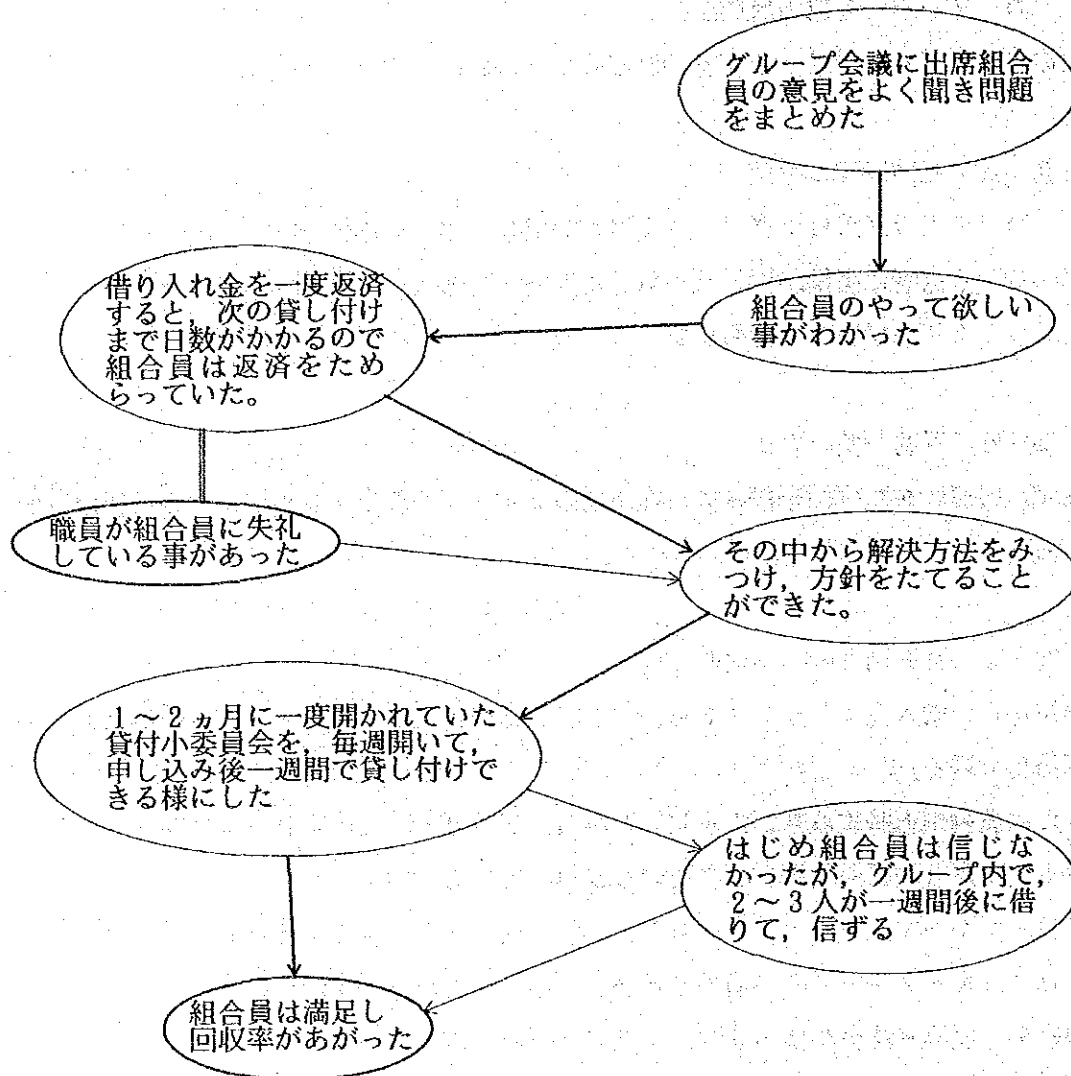 グループ会議に出席組合
員の意見をよく聞き問題
をまとめた
組合員のやって欲しい
事がわかった
借り入れ金を一度返済
すると，次の貸し付け
まで日数がかかるので
組合員は返済をため
らっていた。
職員が組合員に失礼
している事があった
その中から解決方法をみ
つけ，方針をたてること
ができた。
1～2ヵ月に一度開かれていた
貸付小委員会を，毎週開いて，
申し込み後一週間で貸し付けで
きる様にした
はじめ組合員は信じな
かったが，グループ内で，
2～3人が一週間後に借
りて，信ずる
組合員は満足し
回収率があがった